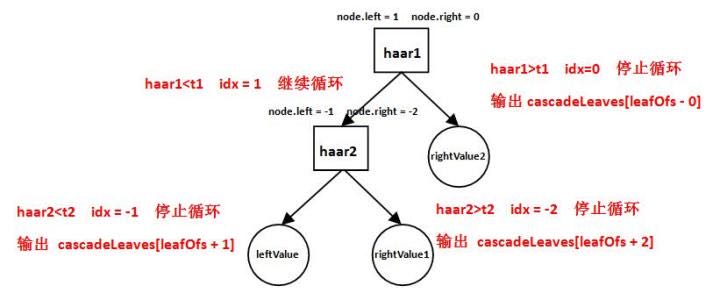 node.left = 1 node.right = 0
haar1
haar1<t1 idx = 1 继续循环
haar1>t1 idx=0 停止循环
输出 cascadeLeaves[leafOfs - 0]
node.left = -1 node.right = -2
haar2
rightValue2
haar2<t2 idx = -1 停止循环
输出 cascadeLeaves[leafOfs + 1]
haar2>t2 idx = -2 停止循环
输出 cascadeLeaves[leafOfs + 2]
leftValue
rightValue1